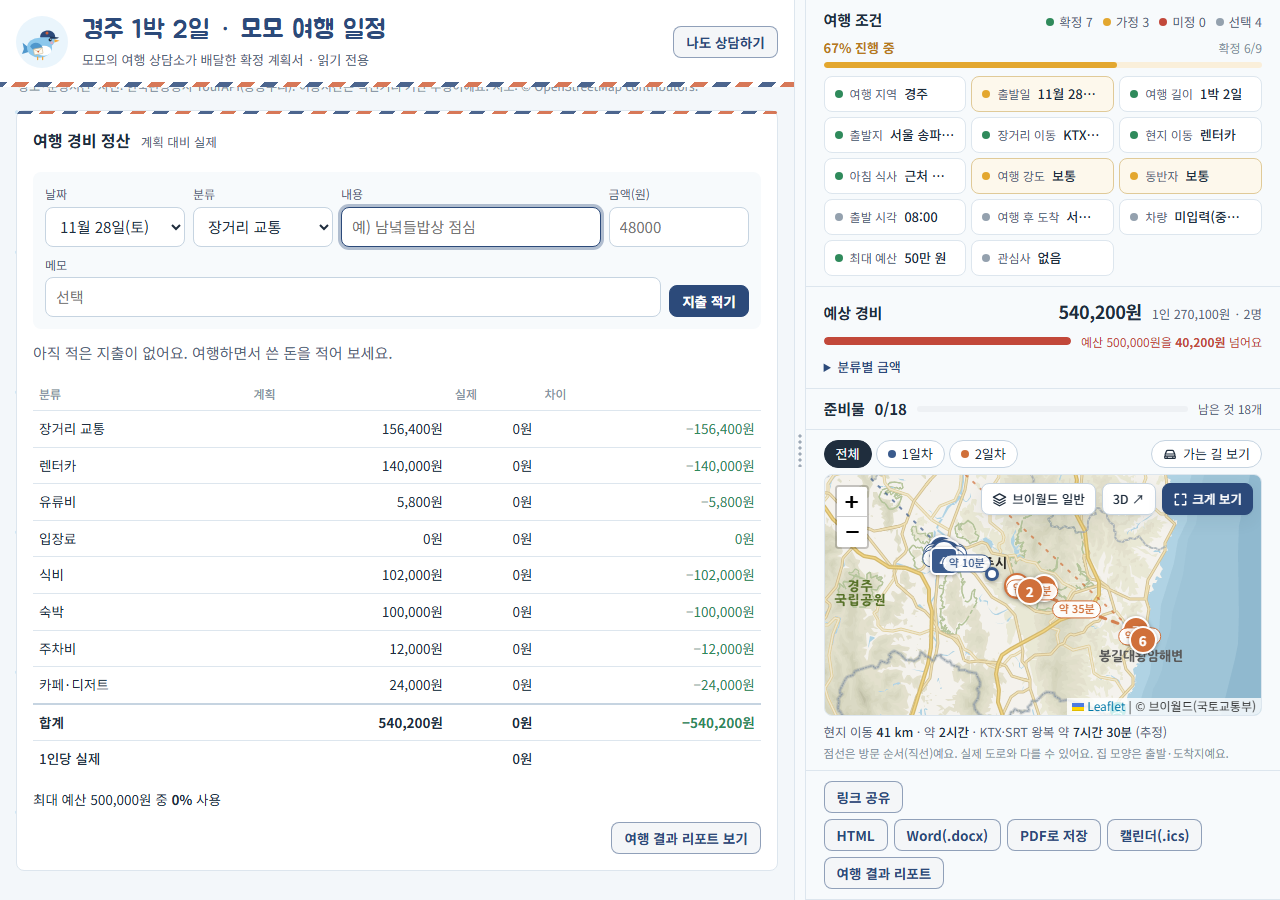 경주 1박 2일 · 모모 여행 일정
모모의 여행 상담소가 배달한 확정 계획서 · 읽기 전용
나도 상담하기
여행 경비 정산 계획 대비 실제
날짜 분류 내용 금액(원)
11월 28일(토) 장거리 교통 예) 남녘들밥상 점심 48000
메모
선택 지출 적기
아직 적은 지출이 없어요. 여행하면서 쓴 돈을 적어 보세요.
분류 계획 실제 차이
장거리 교통 156,400원 0원 −156,400원
렌터카 140,000원 0원 −140,000원
유류비 5,800원 0원 −5,800원
입장료 0원 0원 0원
식비 102,000원 0원 −102,000원
숙박 100,000원 0원 −100,000원
주차비 12,000원 0원 −12,000원
카페·디저트 24,000원 0원 −24,000원
합계 540,200원 0원 −540,200원
1인당 실제 0원
최대 예산 500,000원 중 0% 사용
여행 결과 리포트 보기
여행 조건 확정 7 가정 3 미정 0 선택 4
67% 진행 중 확정 6/9
여행 지역 경주 출발일 11월 28… 여행 길이 1박 2일
출발지 서울 송파… 장거리 이동 KTX… 현지 이동 렌터카
아침 식사 근처 … 여행 강도 보통 동반자 보통
출발 시각 08:00 여행 후 도착 서… 차량 미입력(중…
최대 예산 50만 원 관심사 없음
예상 경비 540,200원 1인 270,100원 · 2명
예산 500,000원을 40,200원 넘어요
▶ 분류별 금액
준비물 0/18 남은 것 18개
전체 1일차 2일차 가는 길 보기
+ 브이월드 일반 3D ↗ 크게 보기
−
약 10분 시
경주
국립공원
2
약 35분
6
봉길대왕암해변
Leaflet | © 브이월드(국토교통부)
현지 이동 41 km · 약 2시간 · KTX·SRT 왕복 약 7시간 30분 (추정)
점선은 방문 순서(직선)예요. 실제 도로와 다를 수 있어요. 집 모양은 출발·도착지예요.
링크 공유
HTML Word(.docx) PDF로 저장 캘린더(.ics)
여행 결과 리포트